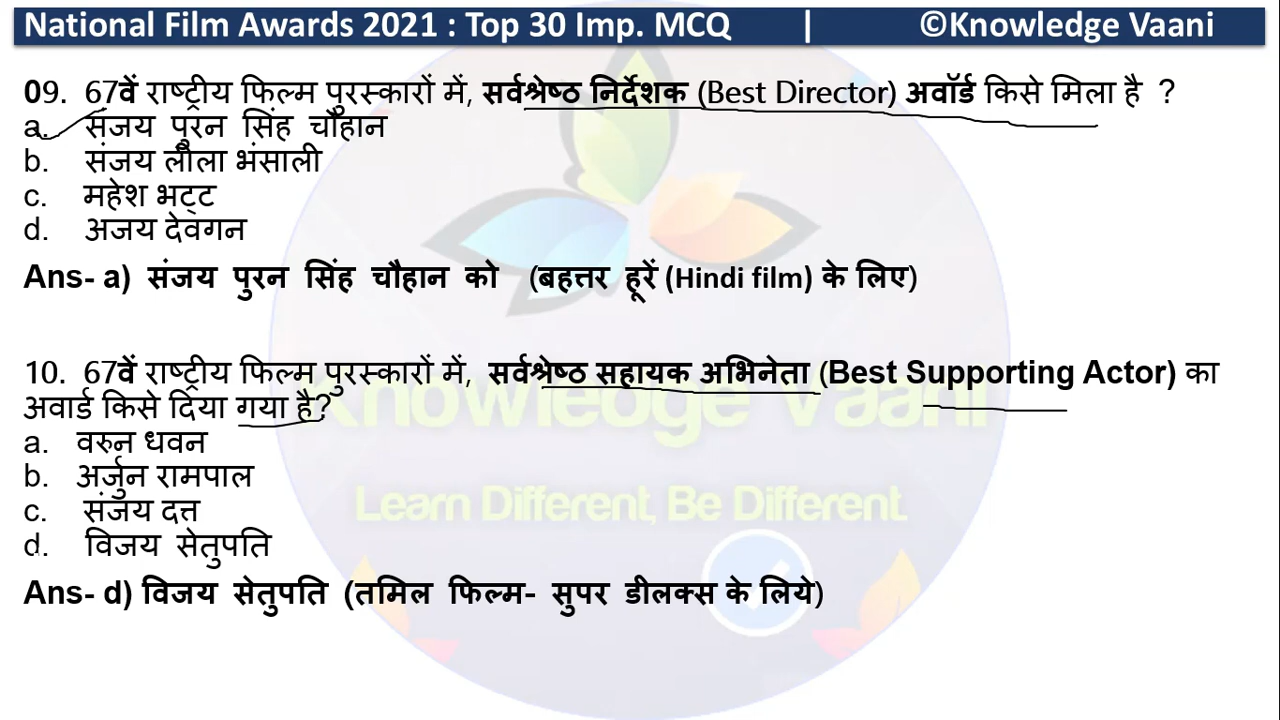 National Film Awards 2021 : Top 30 Imp. MCQ | ©Knowledge Vaani
09. 67वें राष्ट्रीय फिल्म पुरस्कारों में, सर्वश्रेष्ठ निर्देशक (Best Director) अवॉर्ड किसे मिला है ?
a. संजय पुरन सिंह चौहान
b. संजय लीला भंसाली
c. महेश भट्ट
d. अजय देवगन
Ans- a) संजय पुरन सिंह चौहान को (बहत्तर हूरें (Hindi film) के लिए)
10. 67वें राष्ट्रीय फिल्म पुरस्कारों में, सर्वश्रेष्ठ सहायक अभिनेता (Best Supporting Actor) का
अवार्ड किसे दिया गया है?
Knowledge Vaani
a. वरुन धवन
b. अर्जुन रामपाल
c. संजय दत्त
Learn Different, Be Different.
d. विजय सेतुपति
Ans- d) विजय सेतुपति (तमिल फिल्म- सुपर डीलक्स के लिये)